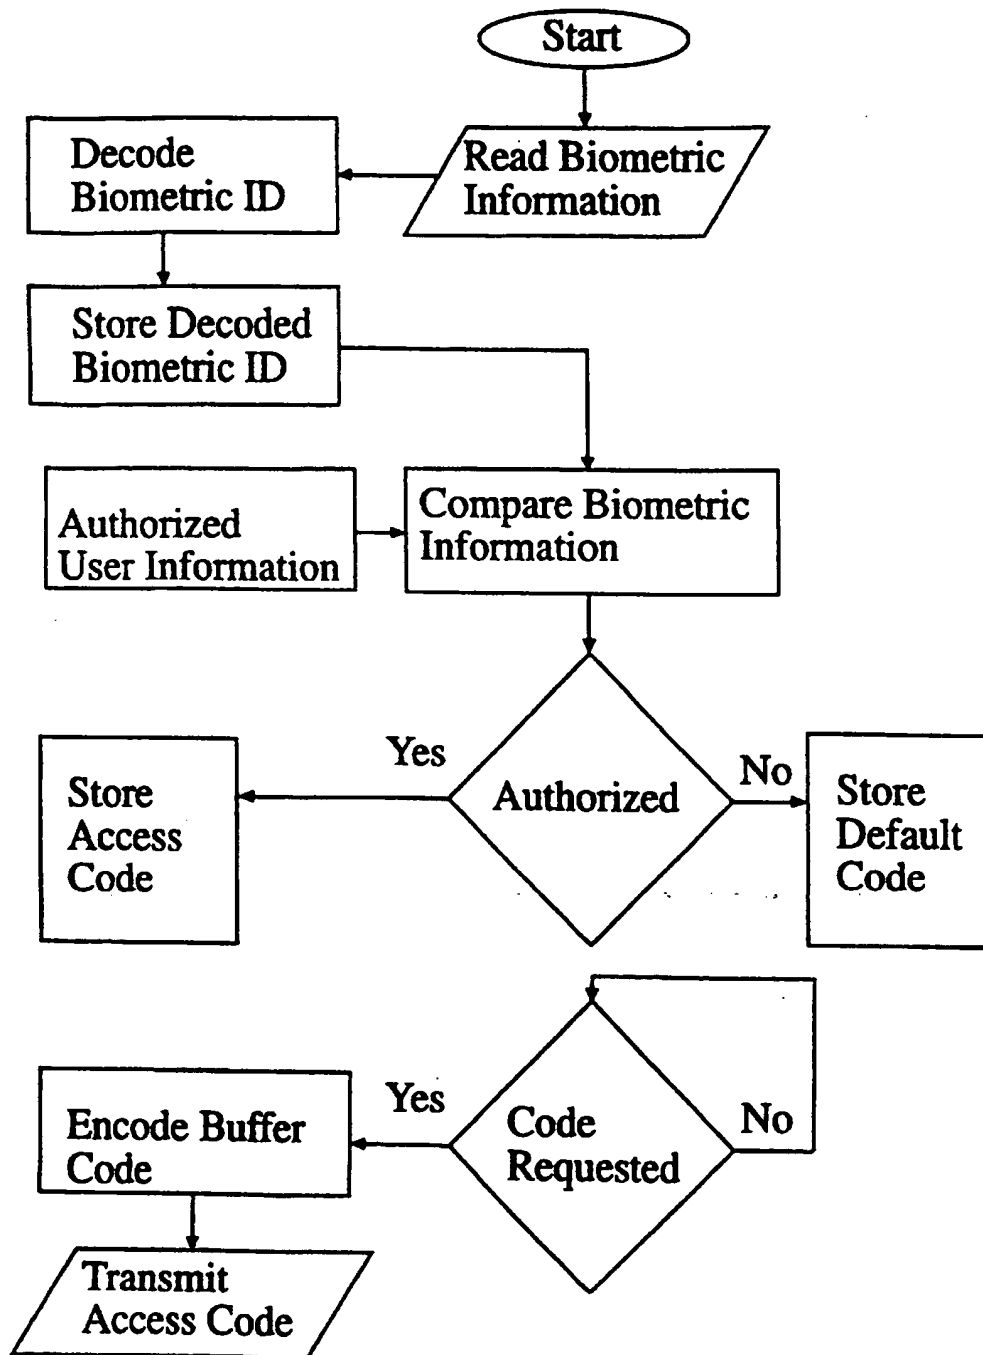 Start
Read Biometric
Information
Decode
Biometric ID
Store Decoded
Biometric ID
Authorized
User Information
Compare Biometric
Information
Authorized
Yes
No
Store
Access
Code
Store
Default
Code
Code
Requested
Yes
No
Encode Buffer
Code
Transmit
Access Code